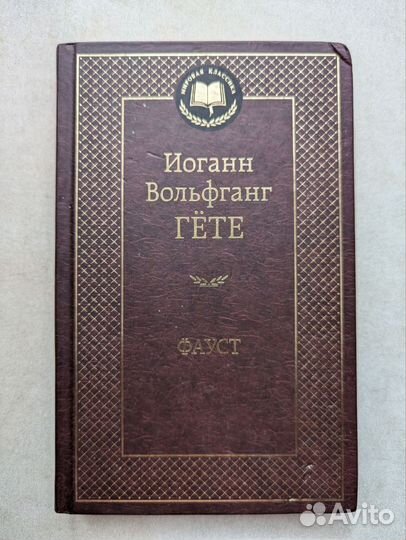 МИРОВАЯ КЛАССИКА
Иоганн
Вольфганг
ГЁТЕ
ФАУСТ
Avito